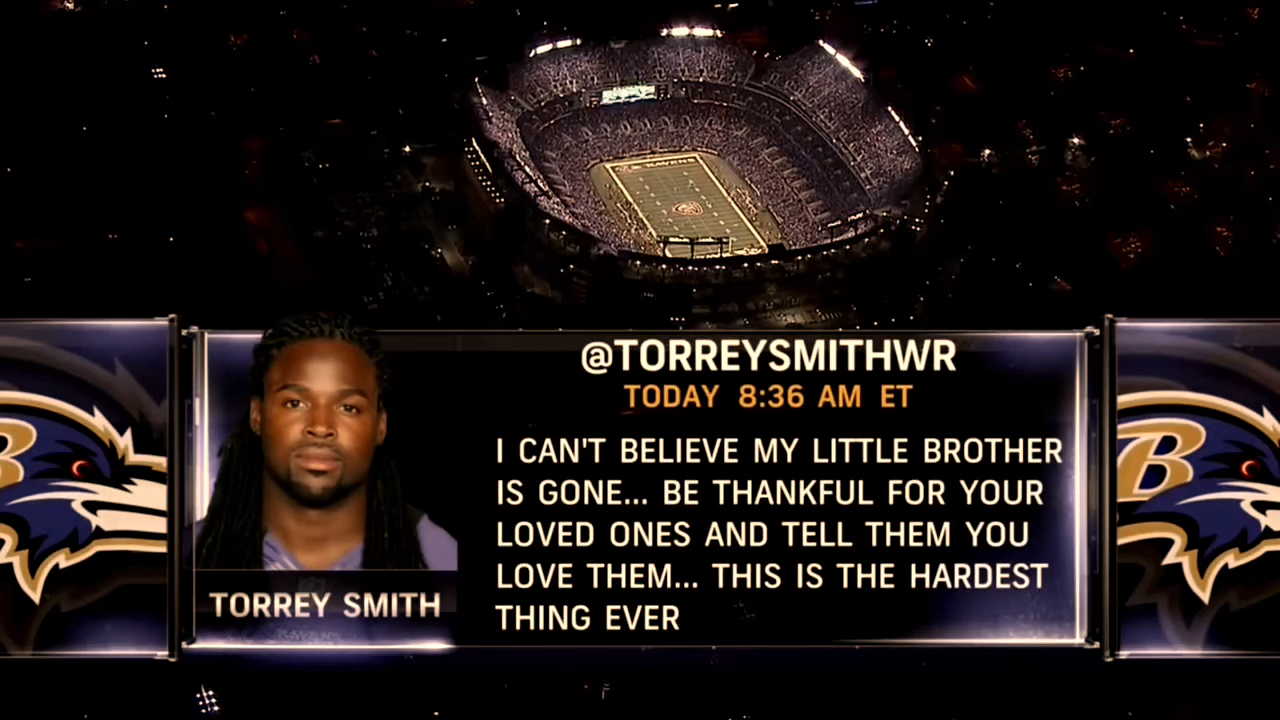 RAVENS
@TORREYSMITHWR
TODAY 8:36 AM ET
I CAN'T BELIEVE MY LITTLE BROTHER
IS GONE... BE THANKFUL FOR YOUR
LOVED ONES AND TELL THEM YOU
LOVE THEM... THIS IS THE HARDEST
THING EVER
TORREY SMITH
B
B